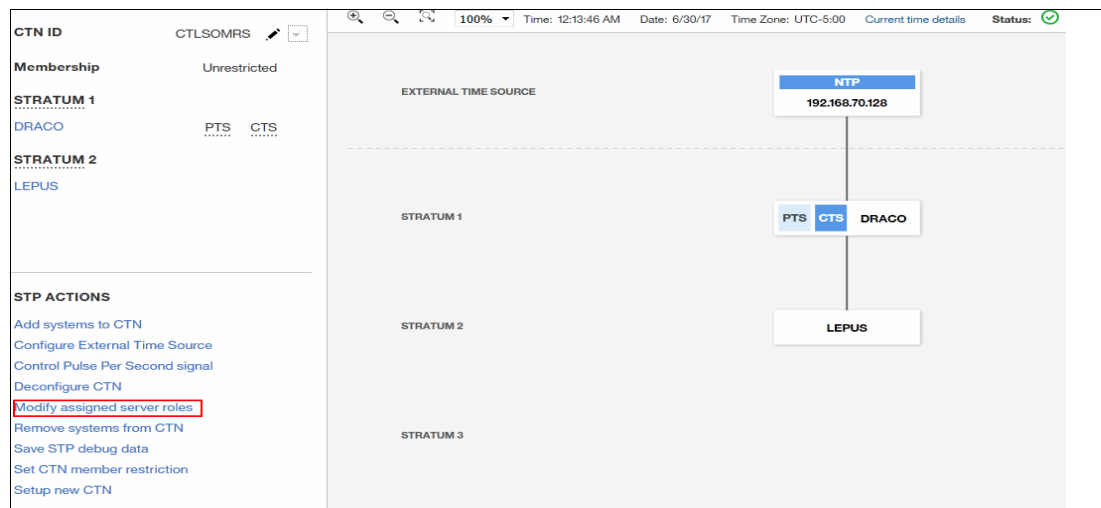 CTN ID CTLSOMRS
Membership Unrestricted
STRATUM 1
DRACO PTS CTS
STRATUM 2
LEPUS
STP ACTIONS
Add systems to CTN
Configure External Time Source
Control Pulse Per Second signal
Deconfigure CTN
Modify assigned server roles
Remove systems from CTN
Save STP debug data
Set CTN member restriction
Setup new CTN
100% Time: 12:13:46 AM Date: 6/30/17 Time Zone: UTC-5:00 Current time details Status:
EXTERNAL TIME SOURCE
NTP
192.168.70.128
STRATUM 1
PTS CTS DRACO
STRATUM 2
LEPUS
STRATUM 3